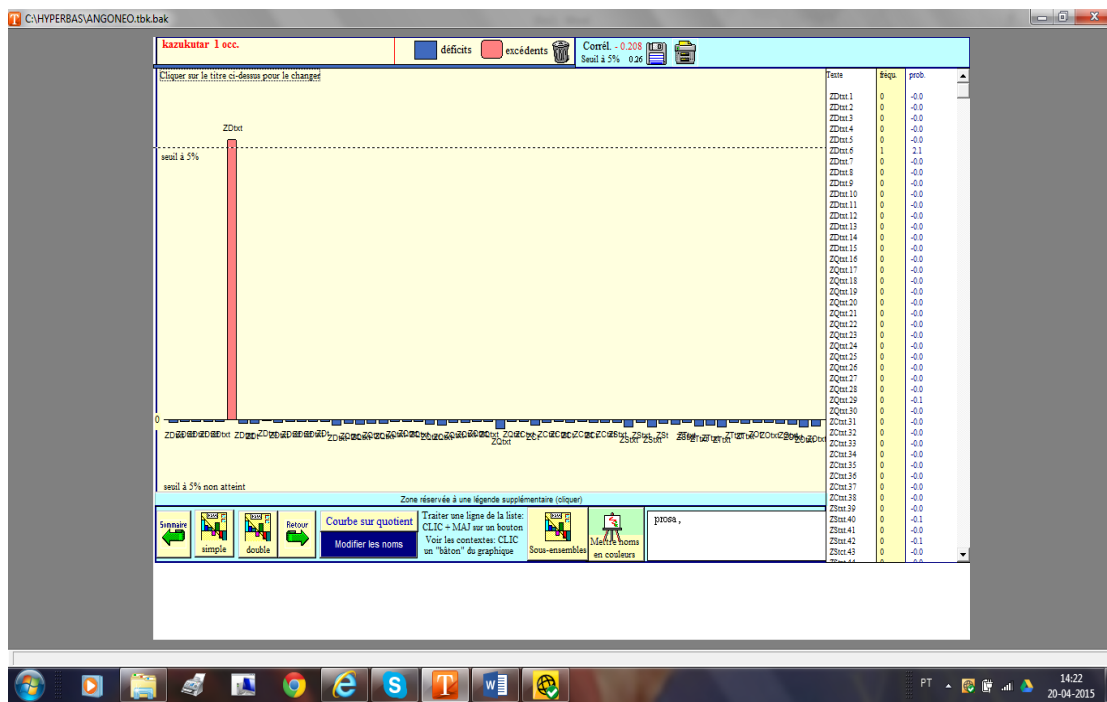 C:\HYPERBAS\ANGONEO.tbk.bak
kazukutar 1 occ.
déficits
excédents
Corrél. - 0.208
Seuil à 5% 0.26
Cliquer sur le titre ci-dessus pour le changer
ZDtxt
seuil à 5%
0
ZQtxt
seuil à 5% non atteint
Zone réservée à une légende supplémentaire (cliquer)
Sommaire
simple
double
Retour
Courbe sur quotient
Modifier les noms
Traiter une ligne de la liste:
CLIC + MAJ sur un bouton
Voir les contextes: CLIC
un "bâton" du graphique
Sous-ensembles
Mettre noms
en couleurs
prosa ,
Texte fréqu. prob.
ZDtxt.1 0 -0.0
ZDtxt.2 0 -0.0
ZDtxt.3 0 -0.0
ZDtxt.4 0 -0.0
ZDtxt.5 0 -0.0
ZDtxt.6 1 2.1
ZDtxt.7 0 -0.0
ZDtxt.8 0 -0.0
ZDtxt.9 0 -0.0
ZDtxt.10 0 -0.0
ZDtxt.11 0 -0.0
ZDtxt.12 0 -0.0
ZDtxt.13 0 -0.0
ZDtxt.14 0 -0.0
ZDtxt.15 0 -0.0
ZQtxt.16 0 -0.0
ZQtxt.17 0 -0.0
ZQtxt.18 0 -0.0
ZQtxt.19 0 -0.0
ZQtxt.20 0 -0.0
ZQtxt.21 0 -0.0
ZQtxt.22 0 -0.0
ZQtxt.23 0 -0.0
ZQtxt.24 0 -0.0
ZQtxt.25 0 -0.0
ZQtxt.26 0 -0.0
ZQtxt.27 0 -0.0
ZQtxt.28 0 -0.0
ZQtxt.29 0 -0.1
ZQtxt.30 0 -0.0
ZCtxt.31 0 -0.0
ZCtxt.32 0 -0.0
ZCtxt.33 0 -0.0
ZCtxt.34 0 -0.0
ZCtxt.35 0 -0.0
ZCtxt.36 0 -0.0
ZCtxt.37 0 -0.0
ZCtxt.38 0 -0.0
ZStxt.39 0 -0.0
ZStxt.40 0 -0.1
ZStxt.41 0 -0.0
ZStxt.42 0 -0.1
ZStct.43 0 -0.0
PT
14:22
20-04-2015